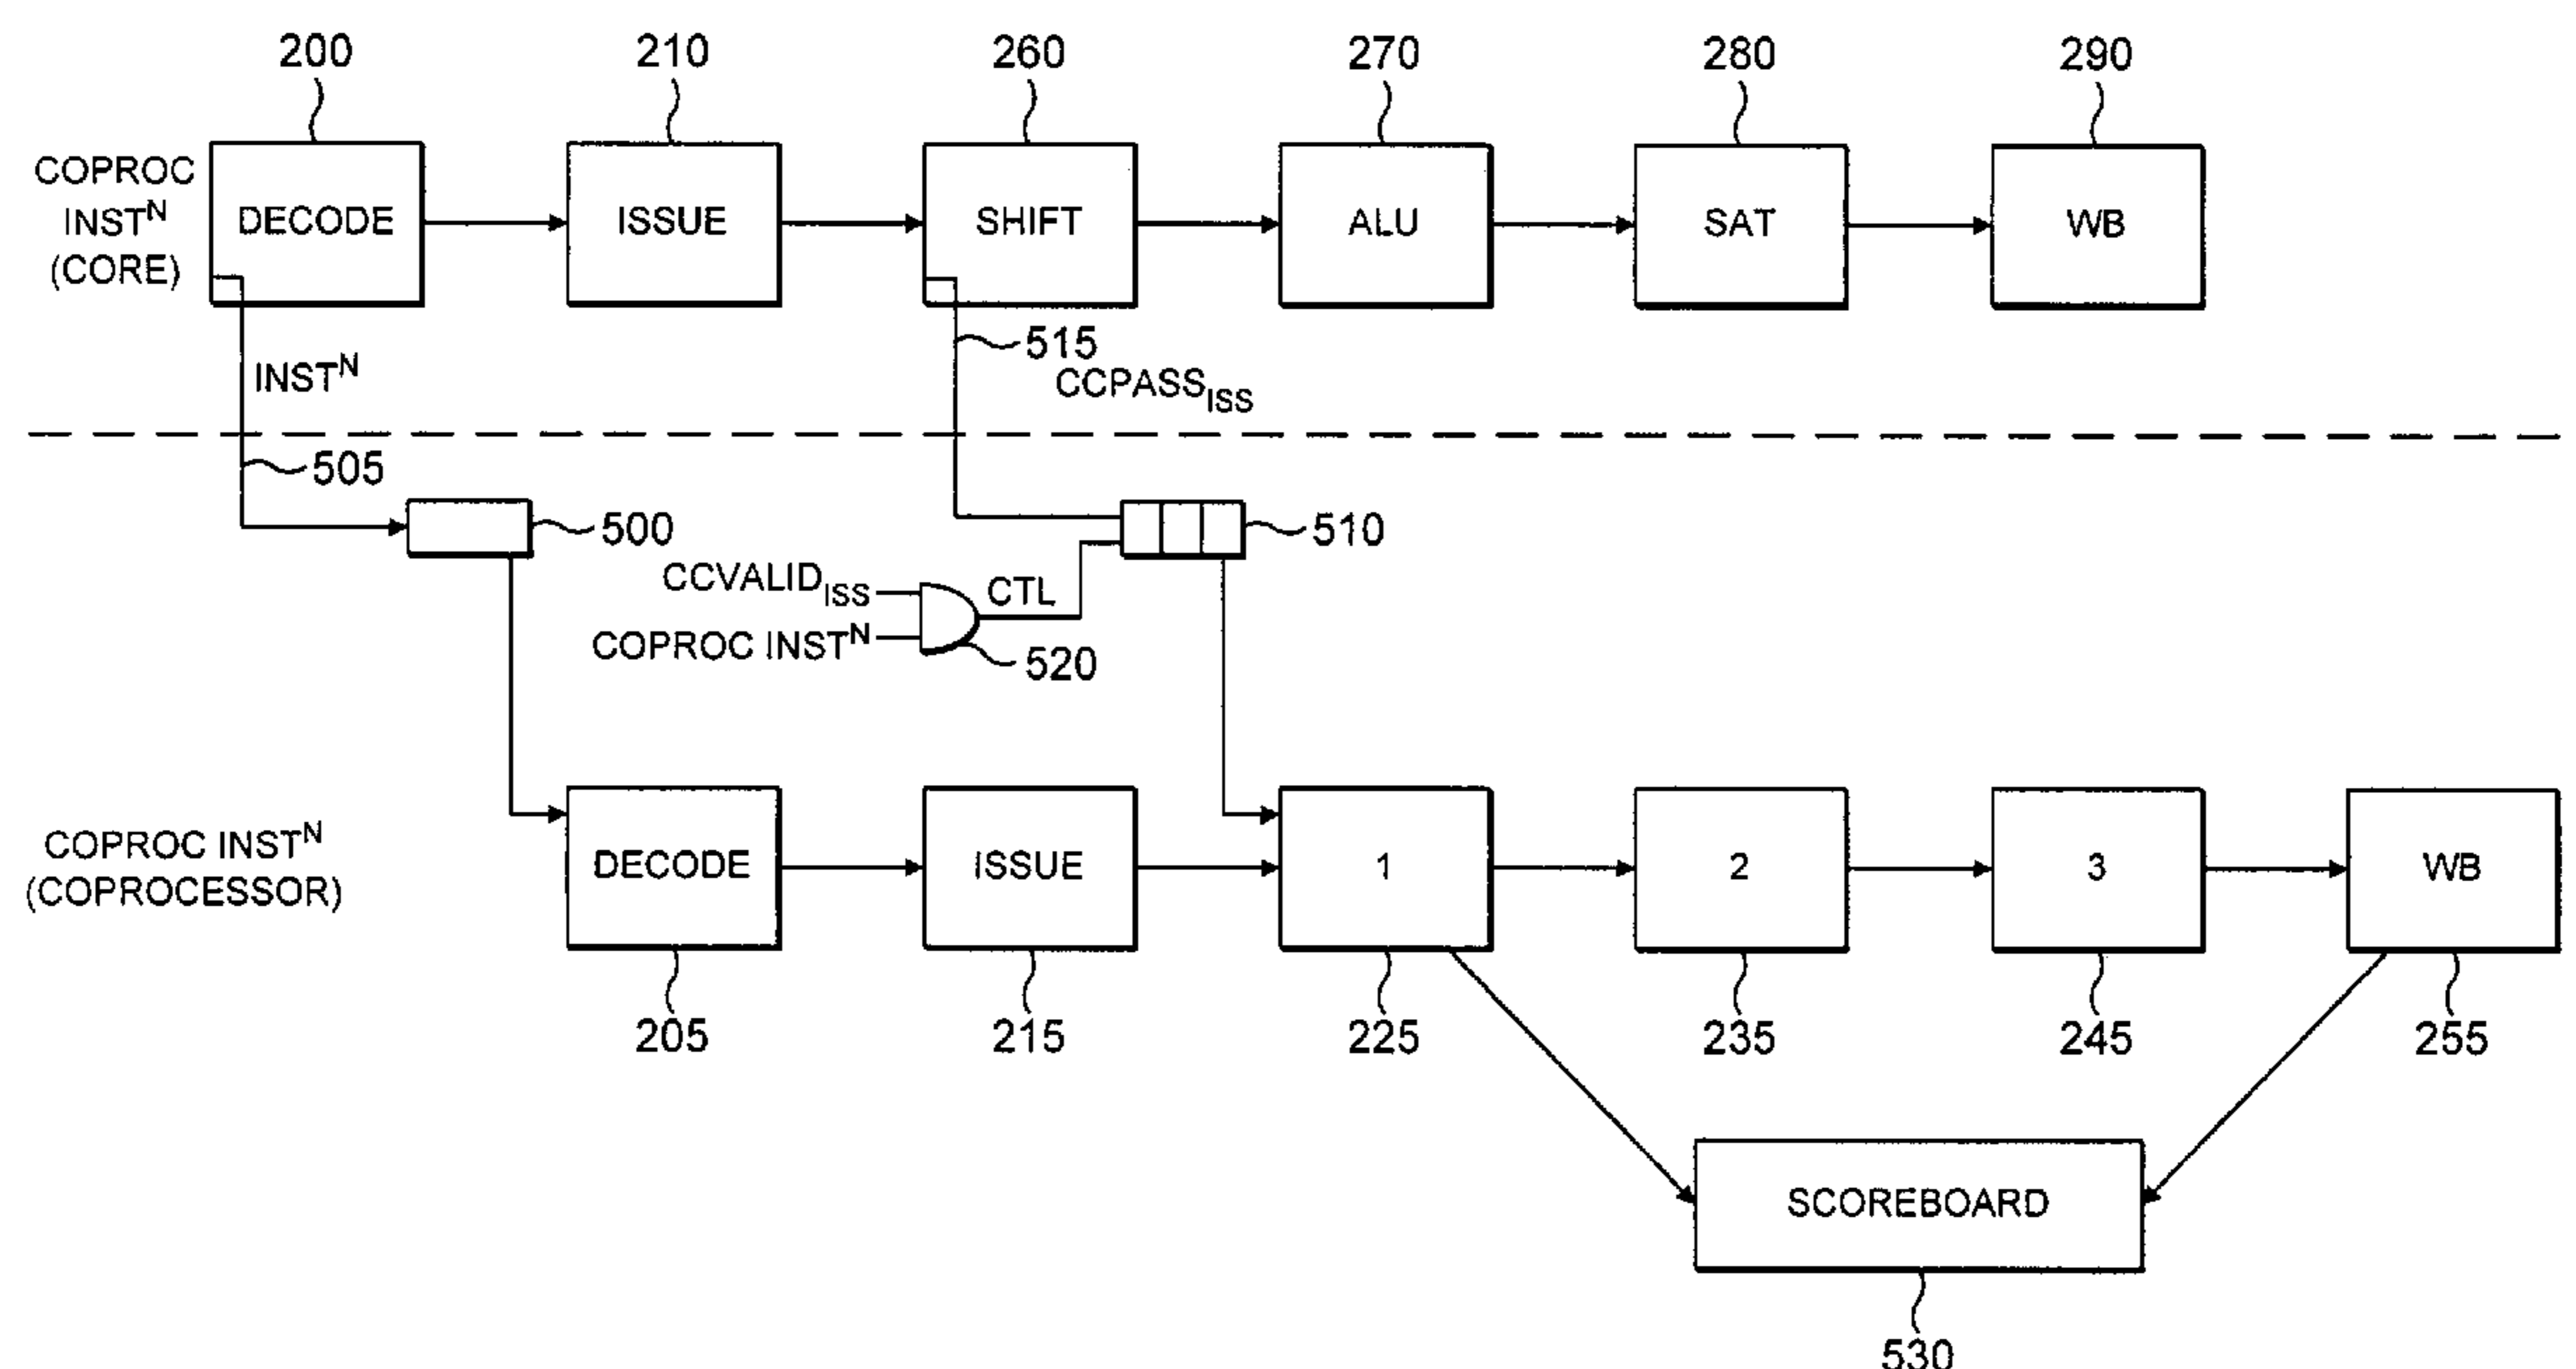 200 210 260 270 280 290
COPROC
INSTᴺ
(CORE)
DECODE ISSUE SHIFT ALU SAT WB
515
INSTᴺ
CCPASS_ISS
505
500
510
CCVALID_ISS
CTL
COPROC INSTᴺ
520
COPROC INSTᴺ
(COPROCESSOR)
DECODE ISSUE 1 2 3 WB
205 215 225 235 245 255
SCOREBOARD
530